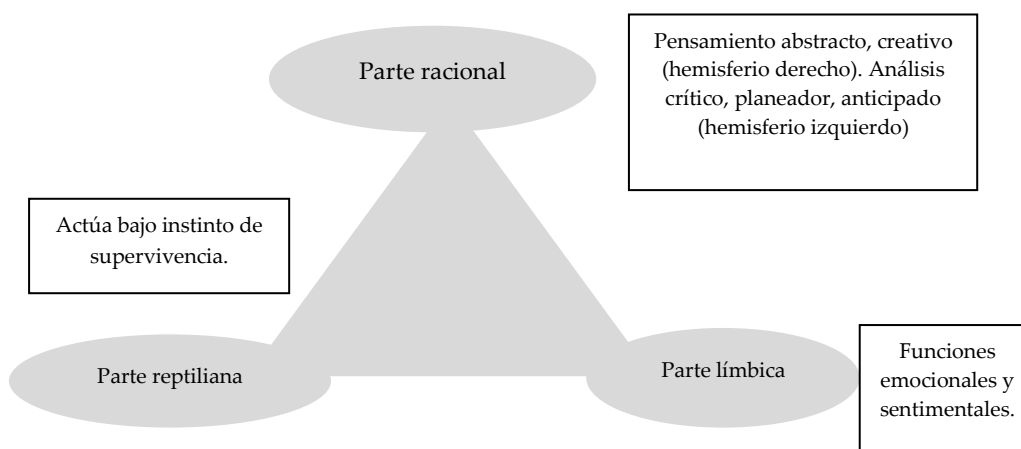 Parte racional
Pensamiento abstracto, creativo
(hemisferio derecho). Análisis
crítico, planeador, anticipado
(hemisferio izquierdo)
Actúa bajo instinto de
supervivencia.
Parte reptiliana
Parte límbica
Funciones
emocionales y
sentimentales.